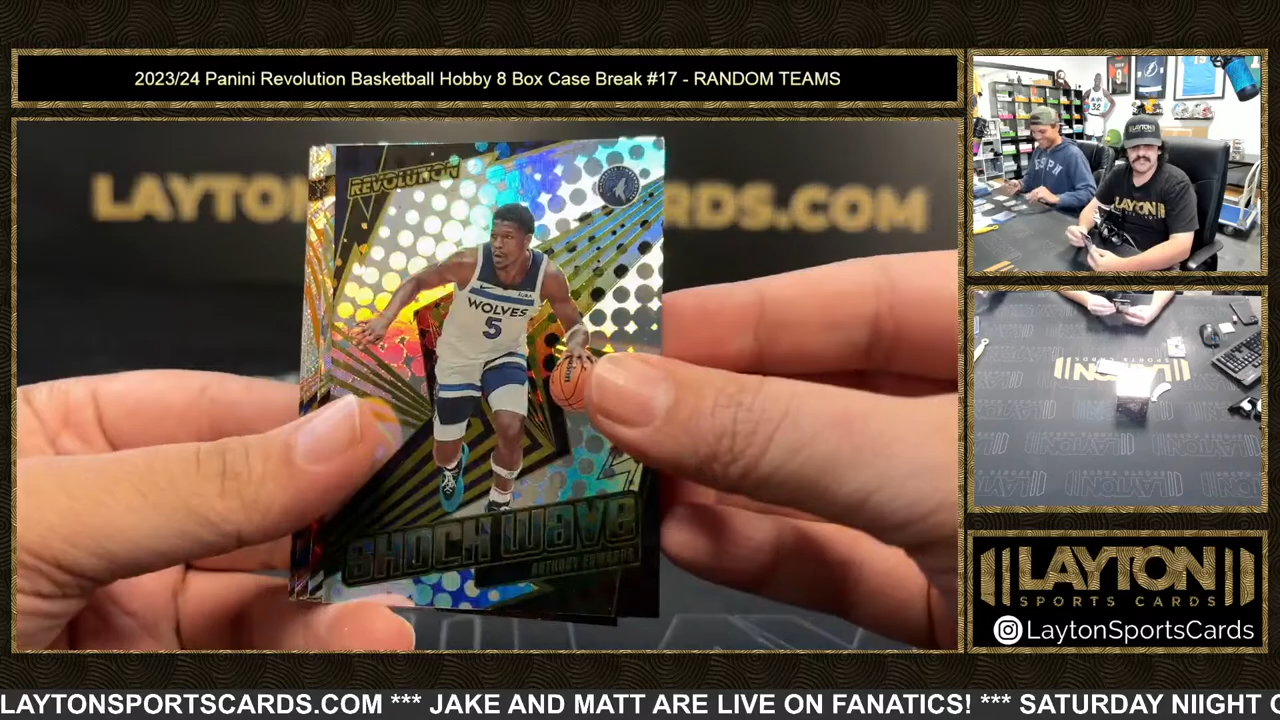 2023/24 Panini Revolution Basketball Hobby 8 Box Case Break #17 - RANDOM TEAMS
LAYTO RDS.COM
REVOLUTION
WOLVES
5
SHOCK WAVE
ANTHONY EDWARDS
LAYTON
LAYTON
SPORTS CARDS
LaytonSportsCards
LAYTONSPORTSCARDS.COM *** JAKE AND MATT ARE LIVE ON FANATICS! *** SATURDAY NIIGHT